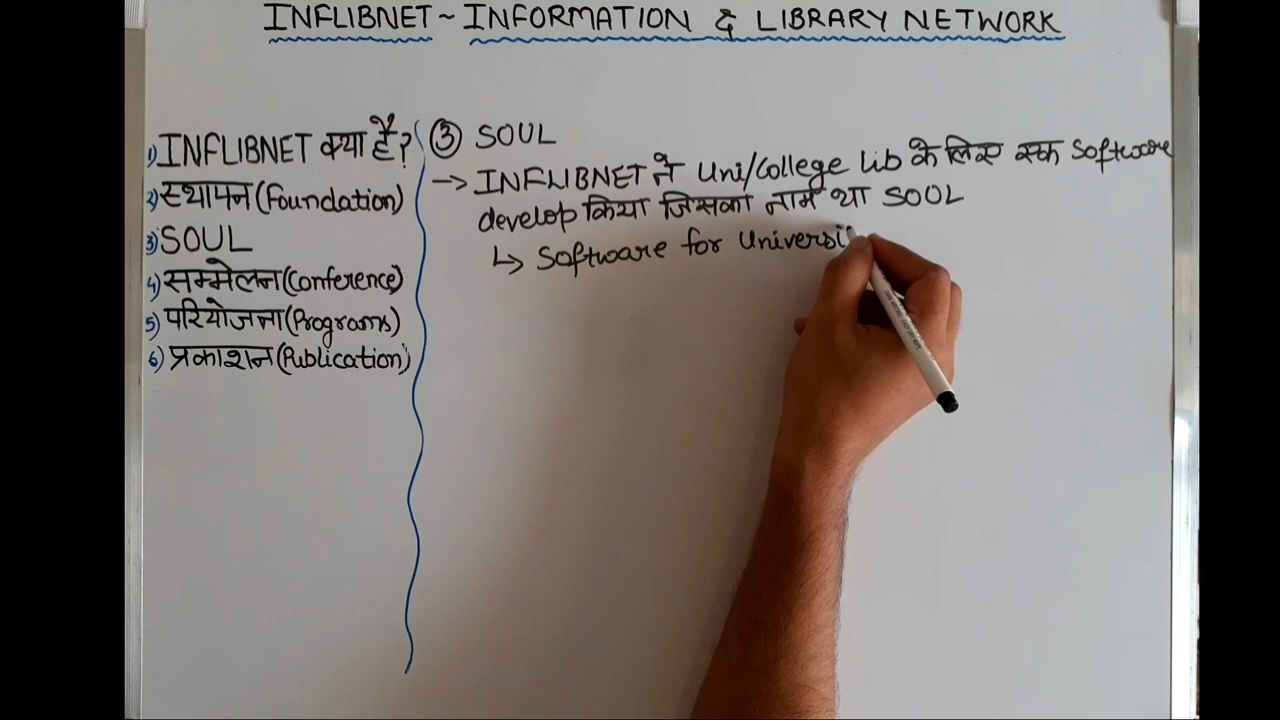 INFLIBNET ~ INFORMATION & LIBRARY NETWORK
1) INFLIBNET क्या है?
2) स्थापन (Foundation)
3) SOUL
4) सम्मेलन (Conference)
5) परियोजना (Programs)
6) प्रकाशन (Publication)
③ SOUL
→ INFLIBNET ने Uni/College Lib के लिए एक Software
develop किया जिसका नाम था SOUL
↳ Software for Universi